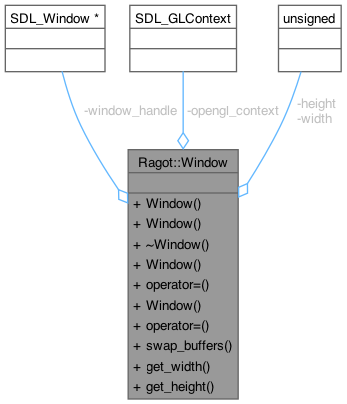 SDL_Window *
SDL_GLContext
unsigned
-window_handle
-opengl_context
-height
-width
Ragot::Window
+ Window()
+ Window()
+ ~Window()
+ Window()
+ operator=()
+ Window()
+ operator=()
+ swap_buffers()
+ get_width()
+ get_height()